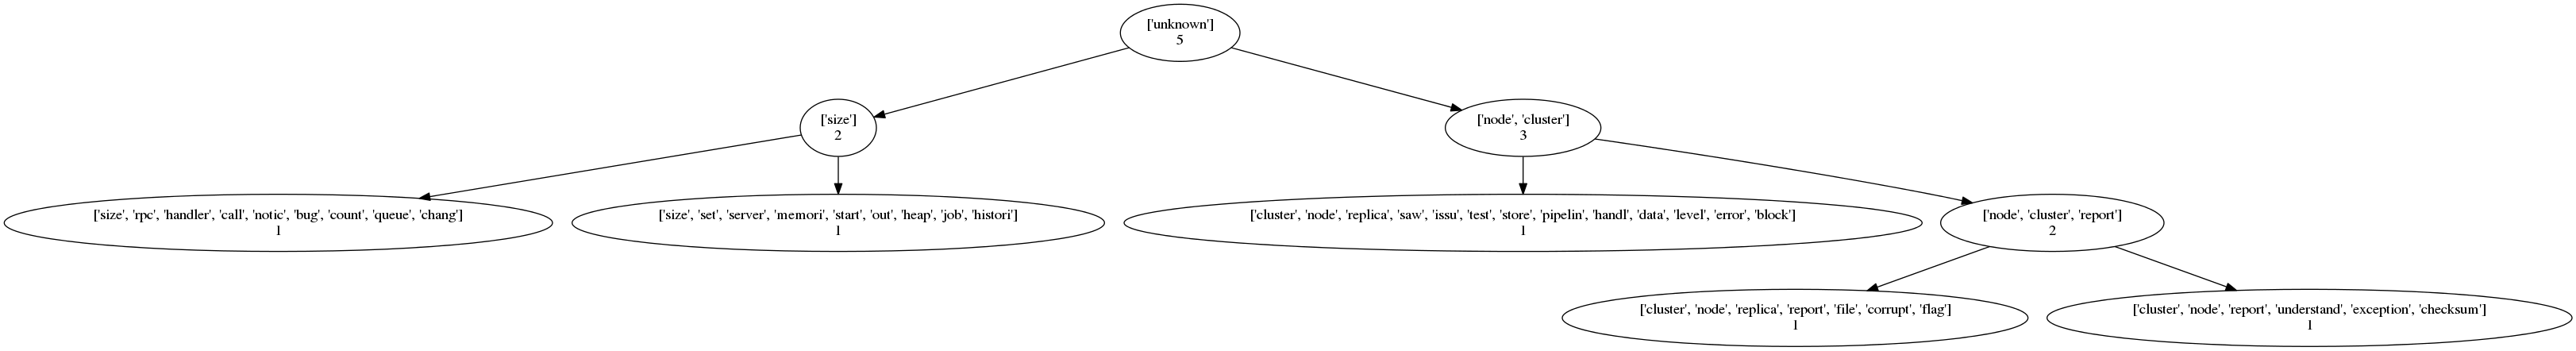 ['unknown']
5
['size']
2
['node', 'cluster']
3
['size', 'rpc', 'handler', 'call', 'notic', 'bug', 'count', 'queue', 'chang']
1
['size', 'set', 'server', 'memori', 'start', 'out', 'heap', 'job', 'histori']
1
['cluster', 'node', 'replica', 'saw', 'issu', 'test', 'store', 'pipelin', 'handl', 'data', 'level', 'error', 'block']
1
['node', 'cluster', 'report']
2
['cluster', 'node', 'replica', 'report', 'file', 'corrupt', 'flag']
1
['cluster', 'node', 'report', 'understand', 'exception', 'checksum']
1